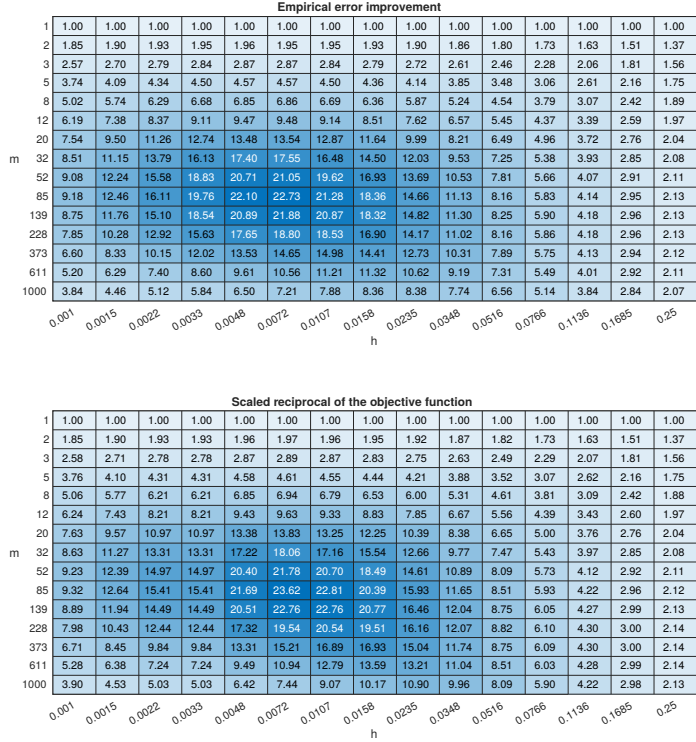 Empirical error improvement
1 1.00 1.00 1.00 1.00 1.00 1.00 1.00 1.00 1.00 1.00 1.00 1.00 1.00 1.00 1.00
2 1.85 1.90 1.93 1.95 1.96 1.95 1.95 1.93 1.90 1.86 1.80 1.73 1.63 1.51 1.37
3 2.57 2.70 2.79 2.84 2.87 2.87 2.84 2.79 2.72 2.61 2.46 2.28 2.06 1.81 1.56
5 3.74 4.09 4.34 4.50 4.57 4.57 4.50 4.36 4.14 3.85 3.48 3.06 2.61 2.16 1.75
8 5.02 5.74 6.29 6.68 6.85 6.86 6.69 6.36 5.87 5.24 4.54 3.79 3.07 2.42 1.89
12 6.19 7.38 8.37 9.11 9.47 9.48 9.14 8.51 7.62 6.57 5.45 4.37 3.39 2.59 1.97
20 7.54 9.50 11.26 12.74 13.48 13.54 12.87 11.64 9.99 8.21 6.49 4.96 3.72 2.76 2.04
m 32 8.51 11.15 13.79 16.13 17.40 17.55 16.48 14.50 12.03 9.53 7.25 5.38 3.93 2.85 2.08
52 9.08 12.24 15.58 18.83 20.71 21.05 19.62 16.93 13.69 10.53 7.81 5.66 4.07 2.91 2.11
85 9.18 12.46 16.11 19.76 22.10 22.73 21.28 18.36 14.66 11.13 8.16 5.83 4.14 2.95 2.13
139 8.75 11.76 15.10 18.54 20.89 21.88 20.87 18.32 14.82 11.30 8.25 5.90 4.18 2.96 2.13
228 7.85 10.28 12.92 15.63 17.65 18.80 18.53 16.90 14.17 11.02 8.16 5.86 4.18 2.96 2.13
373 6.60 8.33 10.15 12.02 13.53 14.65 14.98 14.41 12.73 10.31 7.89 5.75 4.13 2.94 2.12
611 5.20 6.29 7.40 8.60 9.61 10.56 11.21 11.32 10.62 9.19 7.31 5.49 4.01 2.92 2.11
1000 3.84 4.46 5.12 5.84 6.50 7.21 7.88 8.36 8.38 7.74 6.56 5.14 3.84 2.84 2.07
0.001 0.0015 0.0022 0.0033 0.0048 0.0072 0.0107 0.0158 0.0235 0.0348 0.0516 0.0766 0.1136 0.1685 0.25
h
Scaled reciprocal of the objective function
1 1.00 1.00 1.00 1.00 1.00 1.00 1.00 1.00 1.00 1.00 1.00 1.00 1.00 1.00 1.00
2 1.85 1.90 1.93 1.93 1.96 1.97 1.96 1.95 1.92 1.87 1.82 1.73 1.63 1.51 1.37
3 2.58 2.71 2.78 2.78 2.87 2.89 2.87 2.83 2.75 2.63 2.49 2.29 2.07 1.81 1.56
5 3.76 4.10 4.31 4.31 4.58 4.61 4.55 4.44 4.21 3.88 3.52 3.07 2.62 2.16 1.75
8 5.06 5.77 6.21 6.21 6.85 6.94 6.79 6.53 6.00 5.31 4.61 3.81 3.09 2.42 1.88
12 6.24 7.43 8.21 8.21 9.43 9.63 9.33 8.83 7.85 6.67 5.56 4.39 3.43 2.60 1.97
20 7.63 9.57 10.97 10.97 13.38 13.83 13.25 12.25 10.39 8.38 6.65 5.00 3.76 2.76 2.04
m 32 8.63 11.27 13.31 13.31 17.22 18.06 17.16 15.54 12.66 9.77 7.47 5.43 3.97 2.85 2.08
52 9.23 12.39 14.97 14.97 20.40 21.78 20.70 18.49 14.61 10.89 8.09 5.73 4.12 2.92 2.11
85 9.32 12.64 15.41 15.41 21.69 23.62 22.81 20.39 15.93 11.65 8.51 5.93 4.22 2.96 2.12
139 8.89 11.94 14.49 14.49 20.51 22.76 22.76 20.77 16.46 12.04 8.75 6.05 4.27 2.99 2.13
228 7.98 10.43 12.44 12.44 17.32 19.54 20.54 19.51 16.16 12.07 8.82 6.10 4.30 3.00 2.14
373 6.71 8.45 9.84 9.84 13.31 15.21 16.89 16.93 15.04 11.74 8.75 6.09 4.30 3.00 2.14
611 5.28 6.38 7.24 7.24 9.49 10.94 12.79 13.59 13.21 11.04 8.51 6.03 4.28 2.99 2.14
1000 3.90 4.53 5.03 5.03 6.42 7.44 9.07 10.17 10.90 9.96 8.09 5.90 4.22 2.98 2.13
0.001 0.0015 0.0022 0.0033 0.0048 0.0072 0.0107 0.0158 0.0235 0.0348 0.0516 0.0766 0.1136 0.1685 0.25
h